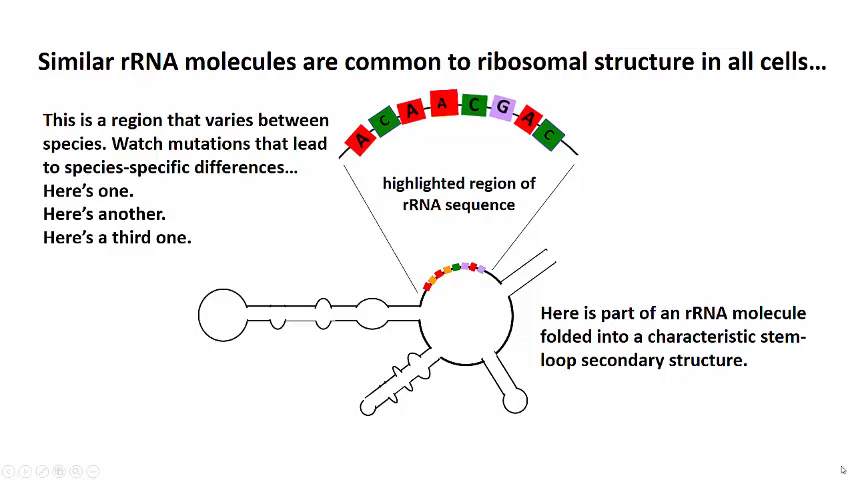 Similar rRNA molecules are common to ribosomal structure in all cells…
This is a region that varies between
species. Watch mutations that lead
to species-specific differences…
Here's one.
Here's another.
Here's a third one.
A C A A C G A C
highlighted region of
rRNA sequence
Here is part of an rRNA molecule
folded into a characteristic stem-
loop secondary structure.